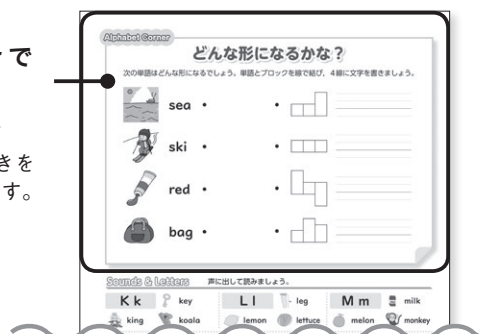 で
きを
す。
Alphabet Corner
どんな形になるかな？
次の単語はどんな形になるでしょう。単語とブロックを線で結び、4線に文字を書きましょう。
sea
ski
red
bag
Sounds & Letters 声に出して読みましょう。
K k key L l leg M m milk
king koala lemon lettuce melon monkey